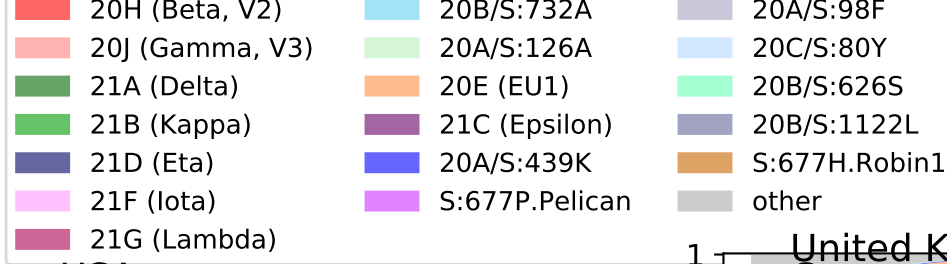 20H (Beta, V2)
20J (Gamma, V3)
21A (Delta)
21B (Kappa)
21D (Eta)
21F (Iota)
21G (Lambda)
20B/S:732A
20A/S:126A
20E (EU1)
21C (Epsilon)
20A/S:439K
S:677P.Pelican
20A/S:98F
20C/S:80Y
20B/S:626S
20B/S:1122L
S:677H.Robin1
other
1
United K